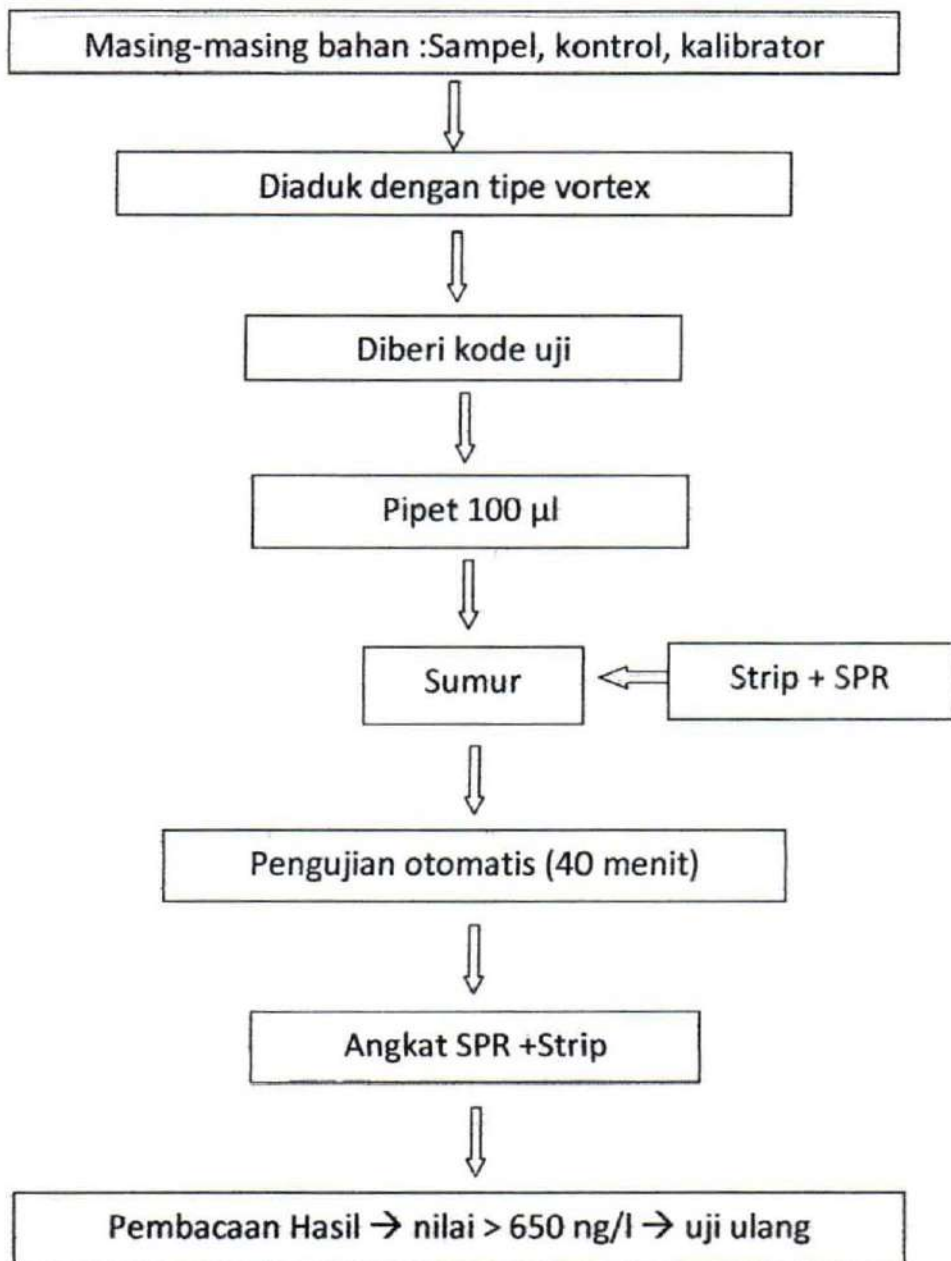 Masing-masing bahan :Sampel, kontrol, kalibrator
Diaduk dengan tipe vortex
Diberi kode uji
Pipet 100 µl
Sumur
Strip + SPR
Pengujian otomatis (40 menit)
Angkat SPR +Strip
Pembacaan Hasil → nilai > 650 ng/l → uji ulang